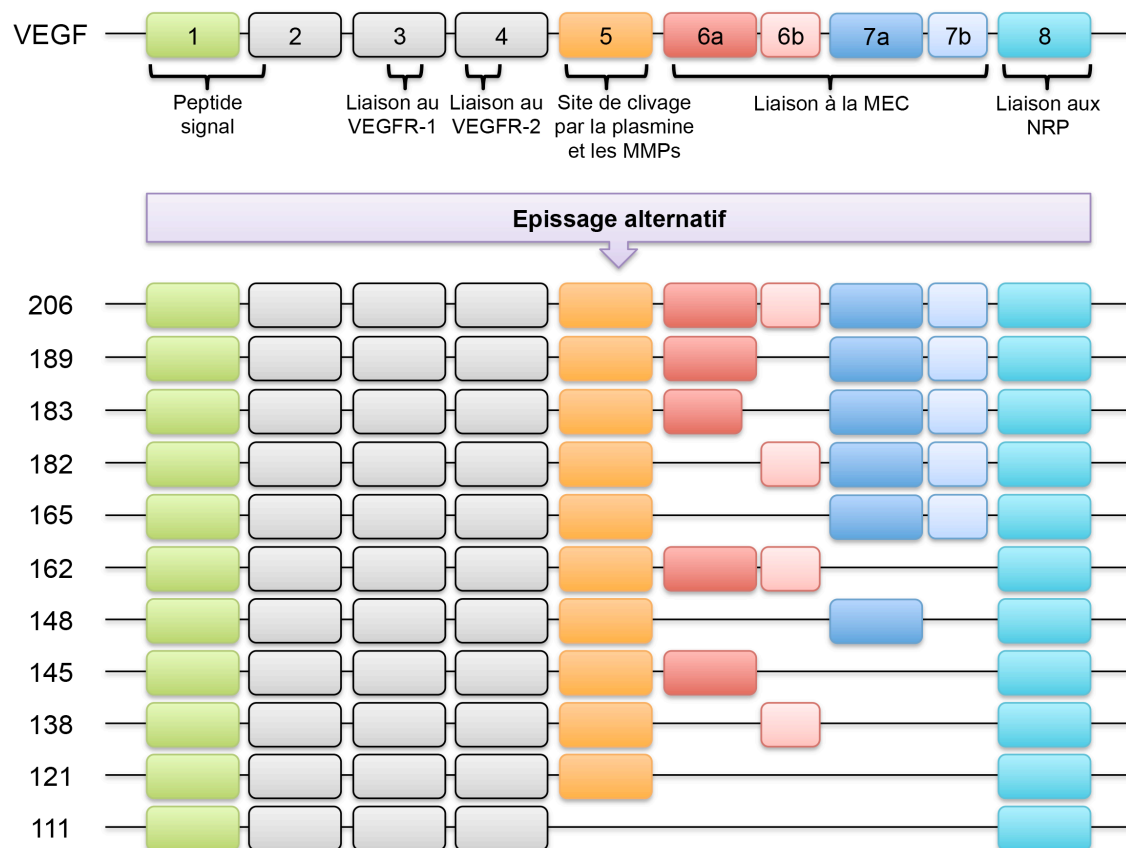 VEGF 1 2 3 4 5 6a 6b 7a 7b 8
Peptide
signal
Liaison au
VEGFR-1
Liaison au
VEGFR-2
Site de clivage
par la plasmine
et les MMPs
Liaison à la MEC
Liaison aux
NRP
Epissage alternatif
206
189
183
182
165
162
148
145
138
121
111